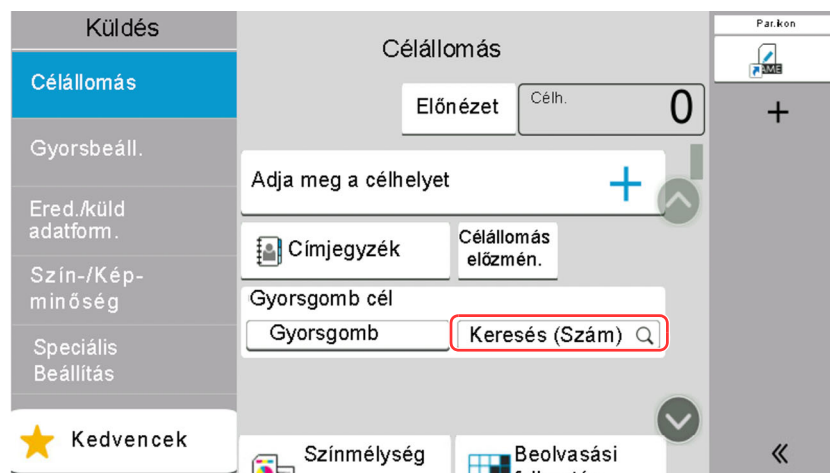 Küldés
Célállomás
Gyorsbeáll.
Ered./küld
adatform.
Szín-/Kép-
minőség
Speciális
Beállítás
Kedvencek
Célállomás
Előnézet
Célh.
0
Adja meg a célhelyet
Címjegyzék
Célállomás
előzmén.
Gyorsgomb cél
Gyorsgomb
Keresés (Szám)
Színmélység
Beolvasási
Par.ikon